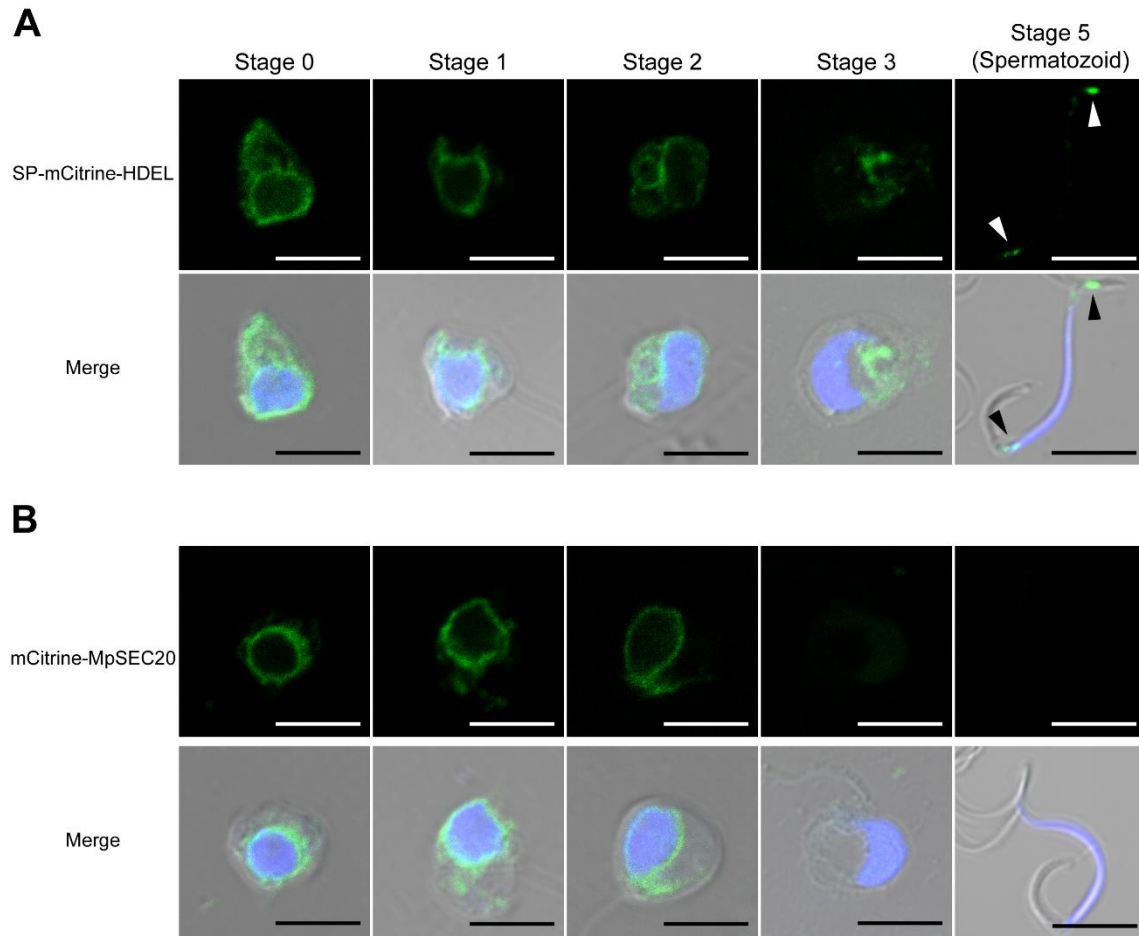 A
Stage 0
Stage 1
Stage 2
Stage 3
Stage 5
(Spermatozoid)
SP-mCitrine-HDEL
Merge
B
mCitrine-MpSEC20
Merge